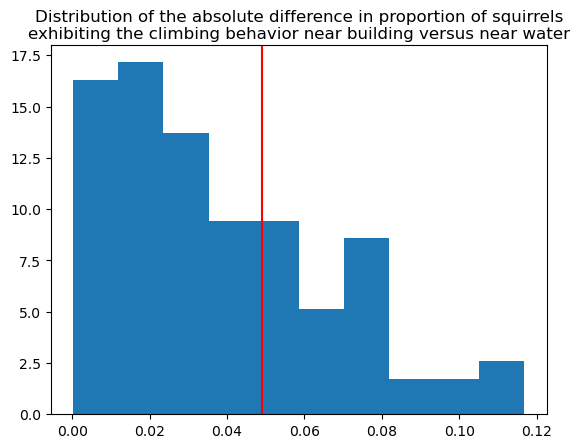 Distribution of the absolute difference in proportion of squirrels
exhibiting the climbing behavior near building versus near water
17.5
15.0
12.5
10.0
7.5
5.0
2.5
0.0
0.00 0.02 0.04 0.06 0.08 0.10 0.12